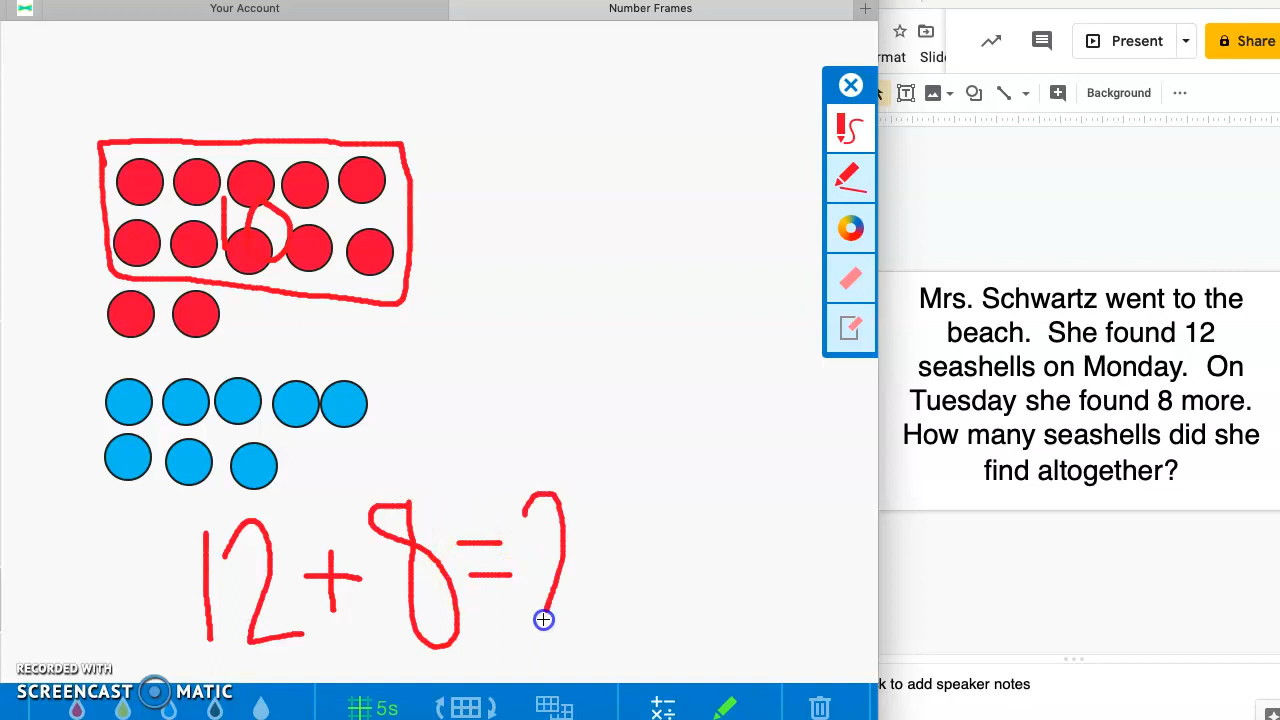 Your Account
Number Frames
rmat Slide
Present
Share
Background
10
Mrs. Schwartz went to the
beach. She found 12
seashells on Monday. On
Tuesday she found 8 more.
How many seashells did she
find altogether?
12 + 8 = ?
RECORDED WITH
SCREENCAST MATIC
5s
k to add speaker notes